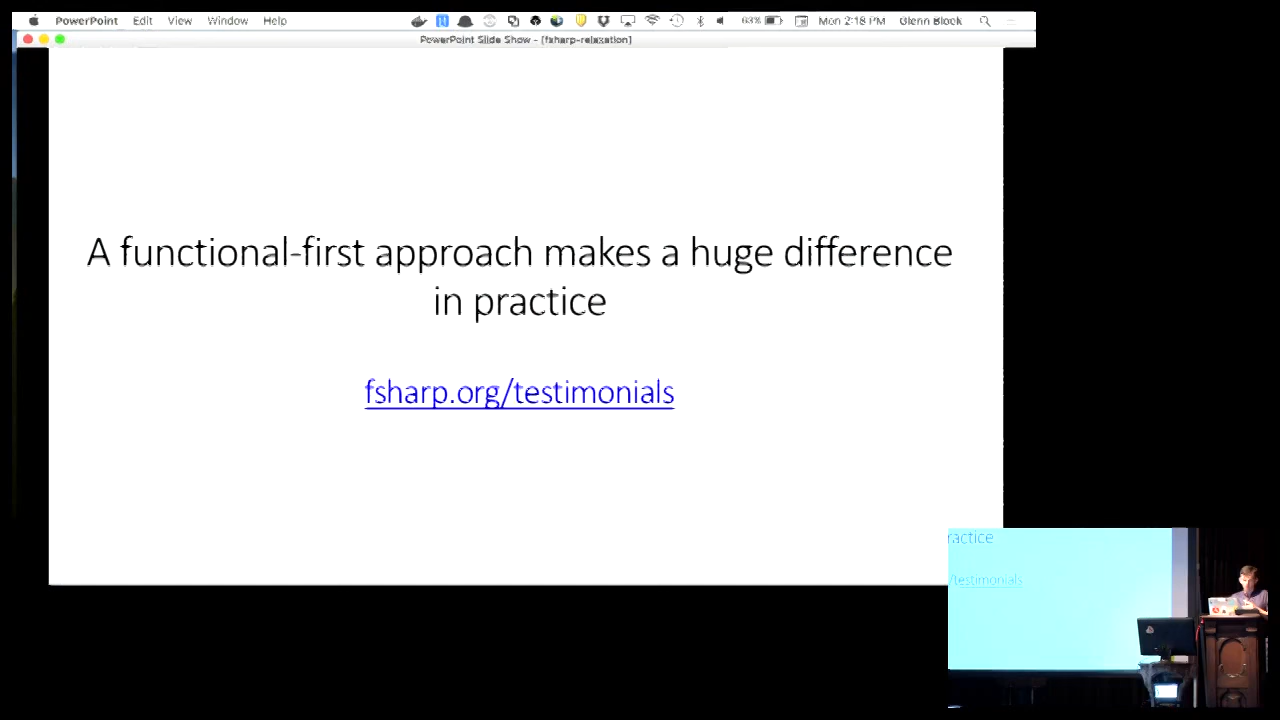 PowerPoint Edit View Window Help 63% Mon 2:18 PM Glenn Block
PowerPoint Slide Show - [fsharp-relaxation]
A functional-first approach makes a huge difference
in practice
fsharp.org/testimonials
ractice
/testimonials